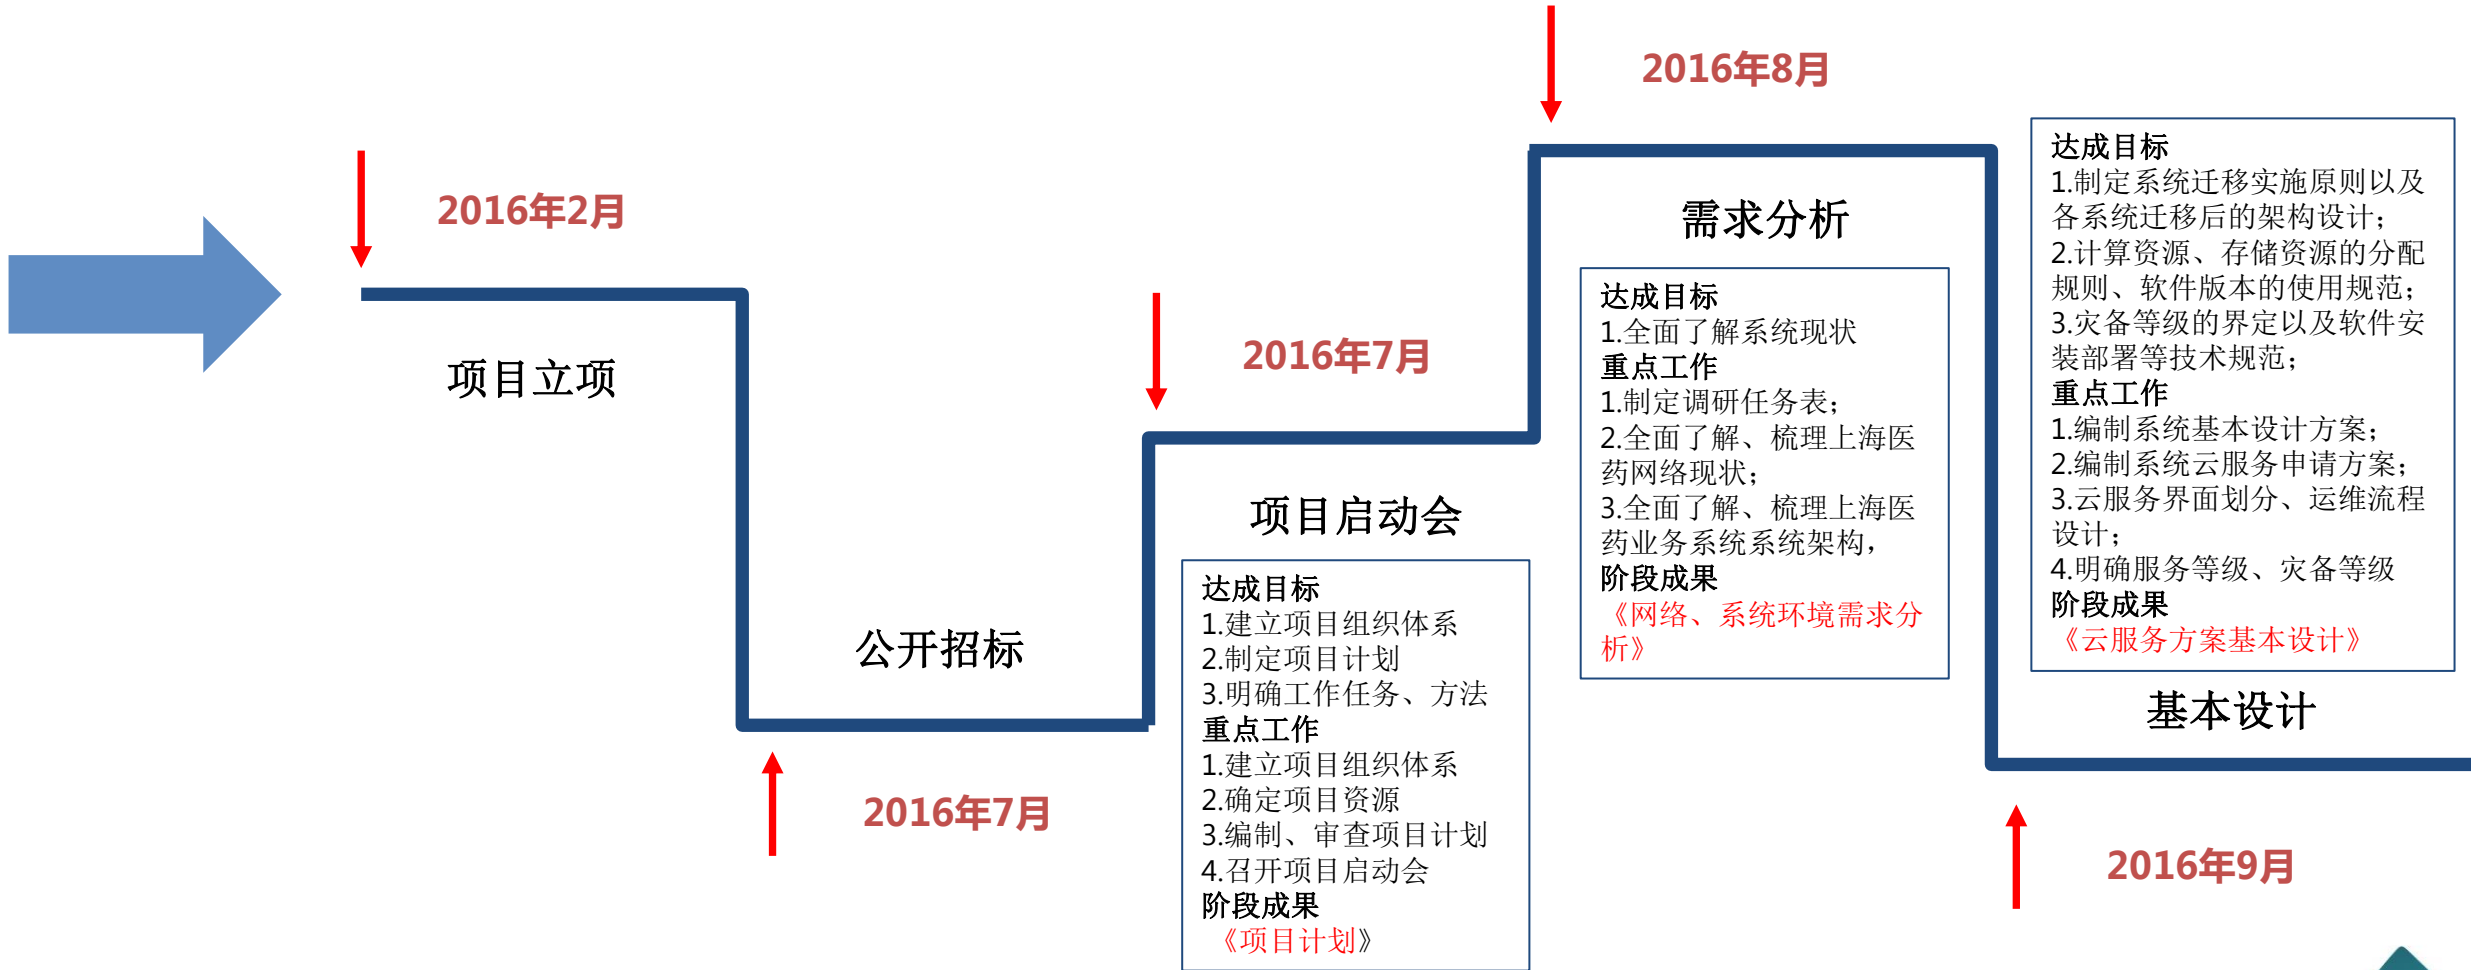 2016年2月
项目立项
公开招标
2016年7月
2016年7月
项目启动会
达成目标
1.建立项目组织体系
2.制定项目计划
3.明确工作任务、方法
重点工作
1.建立项目组织体系
2.确定项目资源
3.编制、审查项目计划
4.召开项目启动会
阶段成果
《项目计划》
2016年8月
需求分析
达成目标
1.全面了解系统现状
重点工作
1.制定调研任务表；
2.全面了解、梳理上海医
药网络现状；
3.全面了解、梳理上海医
药业务系统系统架构，
阶段成果
《网络、系统环境需求分
析》
达成目标
1.制定系统迁移实施原则以及
各系统迁移后的架构设计；
2.计算资源、存储资源的分配
规则、软件版本的使用规范；
3.灾备等级的界定以及软件安
装部署等技术规范；
重点工作
1.编制系统基本设计方案；
2.编制系统云服务申请方案；
3.云服务界面划分、运维流程
设计；
4.明确服务等级、灾备等级
阶段成果
《云服务方案基本设计》
基本设计
2016年9月